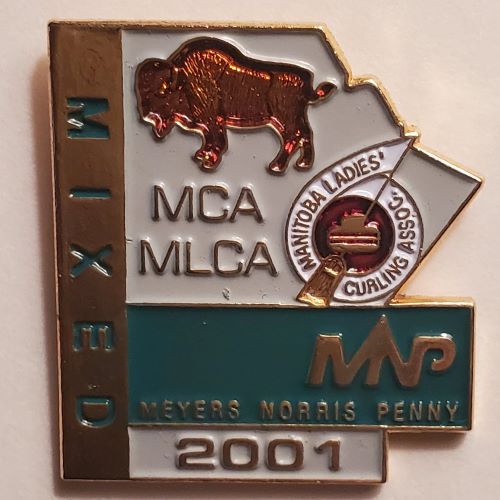 MIXED
MCA
MLCA
MANITOBA LADIES'
CURLING ASSOC.
MNP
MEYERS NORRIS PENNY
2001